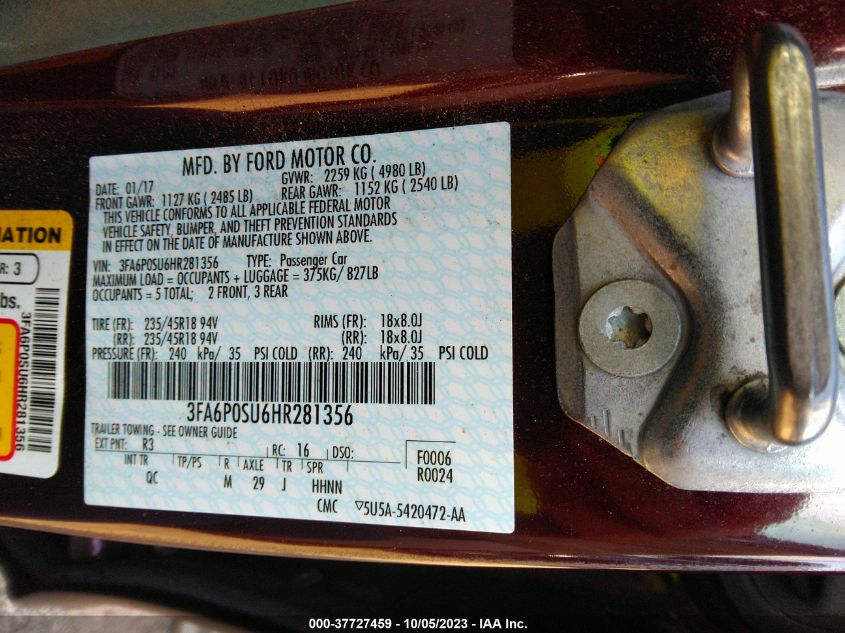 MFD. BY FORD MOTOR CO.
DATE: 01/17 GVWR: 2259 KG ( 4980 LB)
FRONT GAWR: 1127 KG ( 2485 LB) REAR GAWR: 1152 KG ( 2540 LB)
THIS VEHICLE CONFORMS TO ALL APPLICABLE FEDERAL MOTOR
VEHICLE SAFETY, BUMPER, AND THEFT PREVENTION STANDARDS
IN EFFECT ON THE DATE OF MANUFACTURE SHOWN ABOVE.
VIN: 3FA6P0SU6HR281356 TYPE: Passenger Car
MAXIMUM LOAD = OCCUPANTS + LUGGAGE = 375KG/ 827LB
OCCUPANTS = 5 TOTAL; 2 FRONT, 3 REAR
TIRE (FR): 235/45R18 94V RIMS (FR): 18x8.0J
(RR): 235/45R18 94V (RR): 18x8.0J
PRESSURE (FR): 240 kPa/ 35 PSI COLD (RR): 240 kPa/ 35 PSI COLD
3FA6P0SU6HR281356
TRAILER TOWING - SEE OWNER GUIDE
EXT PNT: R3 RC: 16 DSO: F0006
R0024
INT TR TP/PS R AXLE TR SPR
QC M 29 J HHNN
CMC ▽5U5A-5420472-AA
MATION
R: 3
lbs.
3FA6P0SU6HR281356
000-37727459 - 10/05/2023 - IAA Inc.